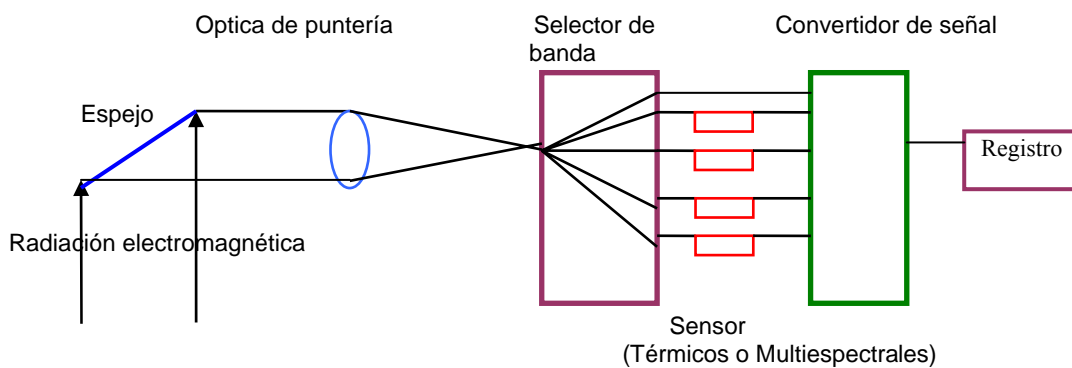 Optica de puntería
Selector de
banda
Convertidor de señal
Espejo
Registro
Radiación electromagnética
Sensor
(Térmicos o Multiespectrales)